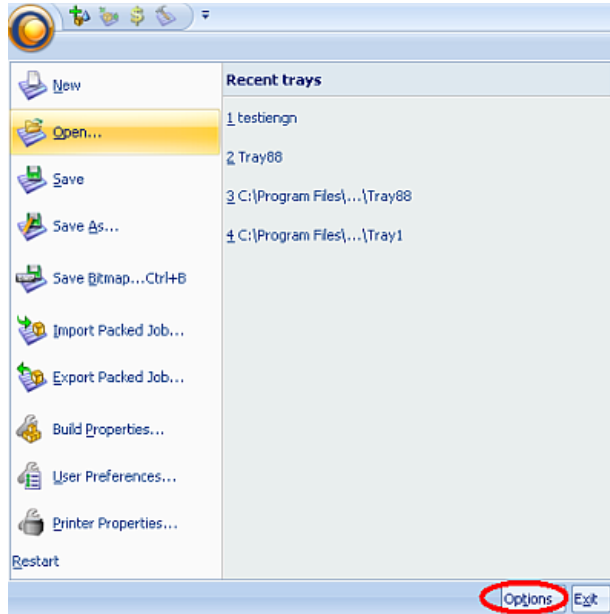 New
Open...
Save
Save As...
Save Bitmap...Ctrl+B
Import Packed Job...
Export Packed Job...
Build Properties...
User Preferences...
Printer Properties...
Restart
Recent trays
1 testiengn
2 Tray88
3 C:\Program Files\...\Tray88
4 C:\Program Files\...\Tray1
Options Exit